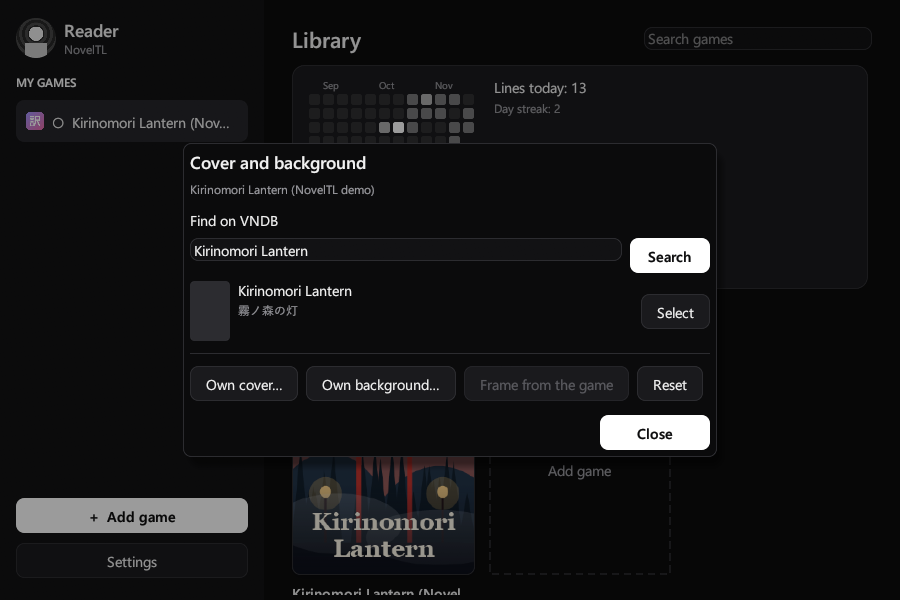 Reader
NovelTL
MY GAMES
訳
Kirinomori Lantern (Nov...
+ Add game
Settings
Library
Search games
Sep Oct Nov
Lines today: 13
Day streak: 2
Cover and background
Kirinomori Lantern (NovelTL demo)
Find on VNDB
Kirinomori Lantern
Search
Kirinomori Lantern
霧ノ森の灯
Select
Own cover...
Own background...
Frame from the game
Reset
Close
Kirinomori
Lantern
Add game
Kirinomori Lantern (Novel